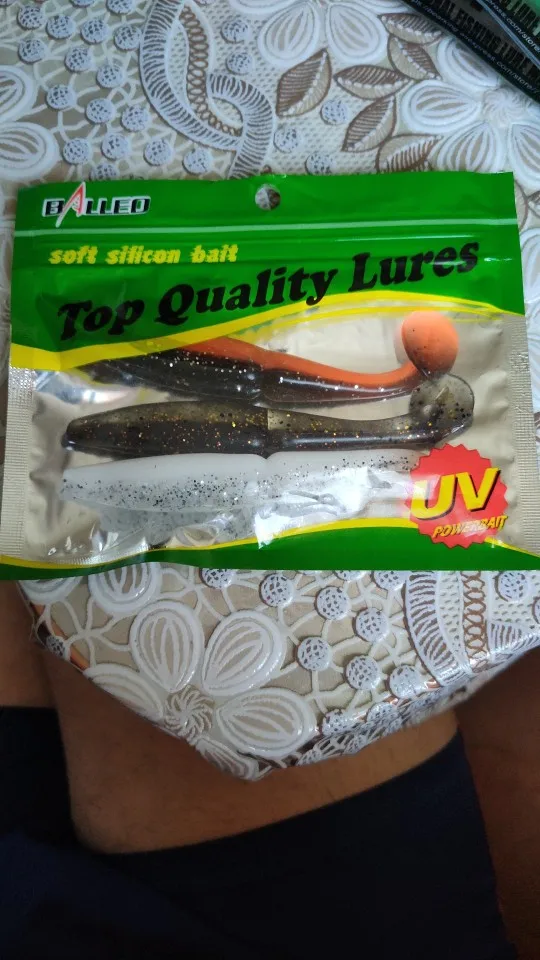 BALLEO
soft silicon bait
Top Quality Lures
UV
POWERBAIT